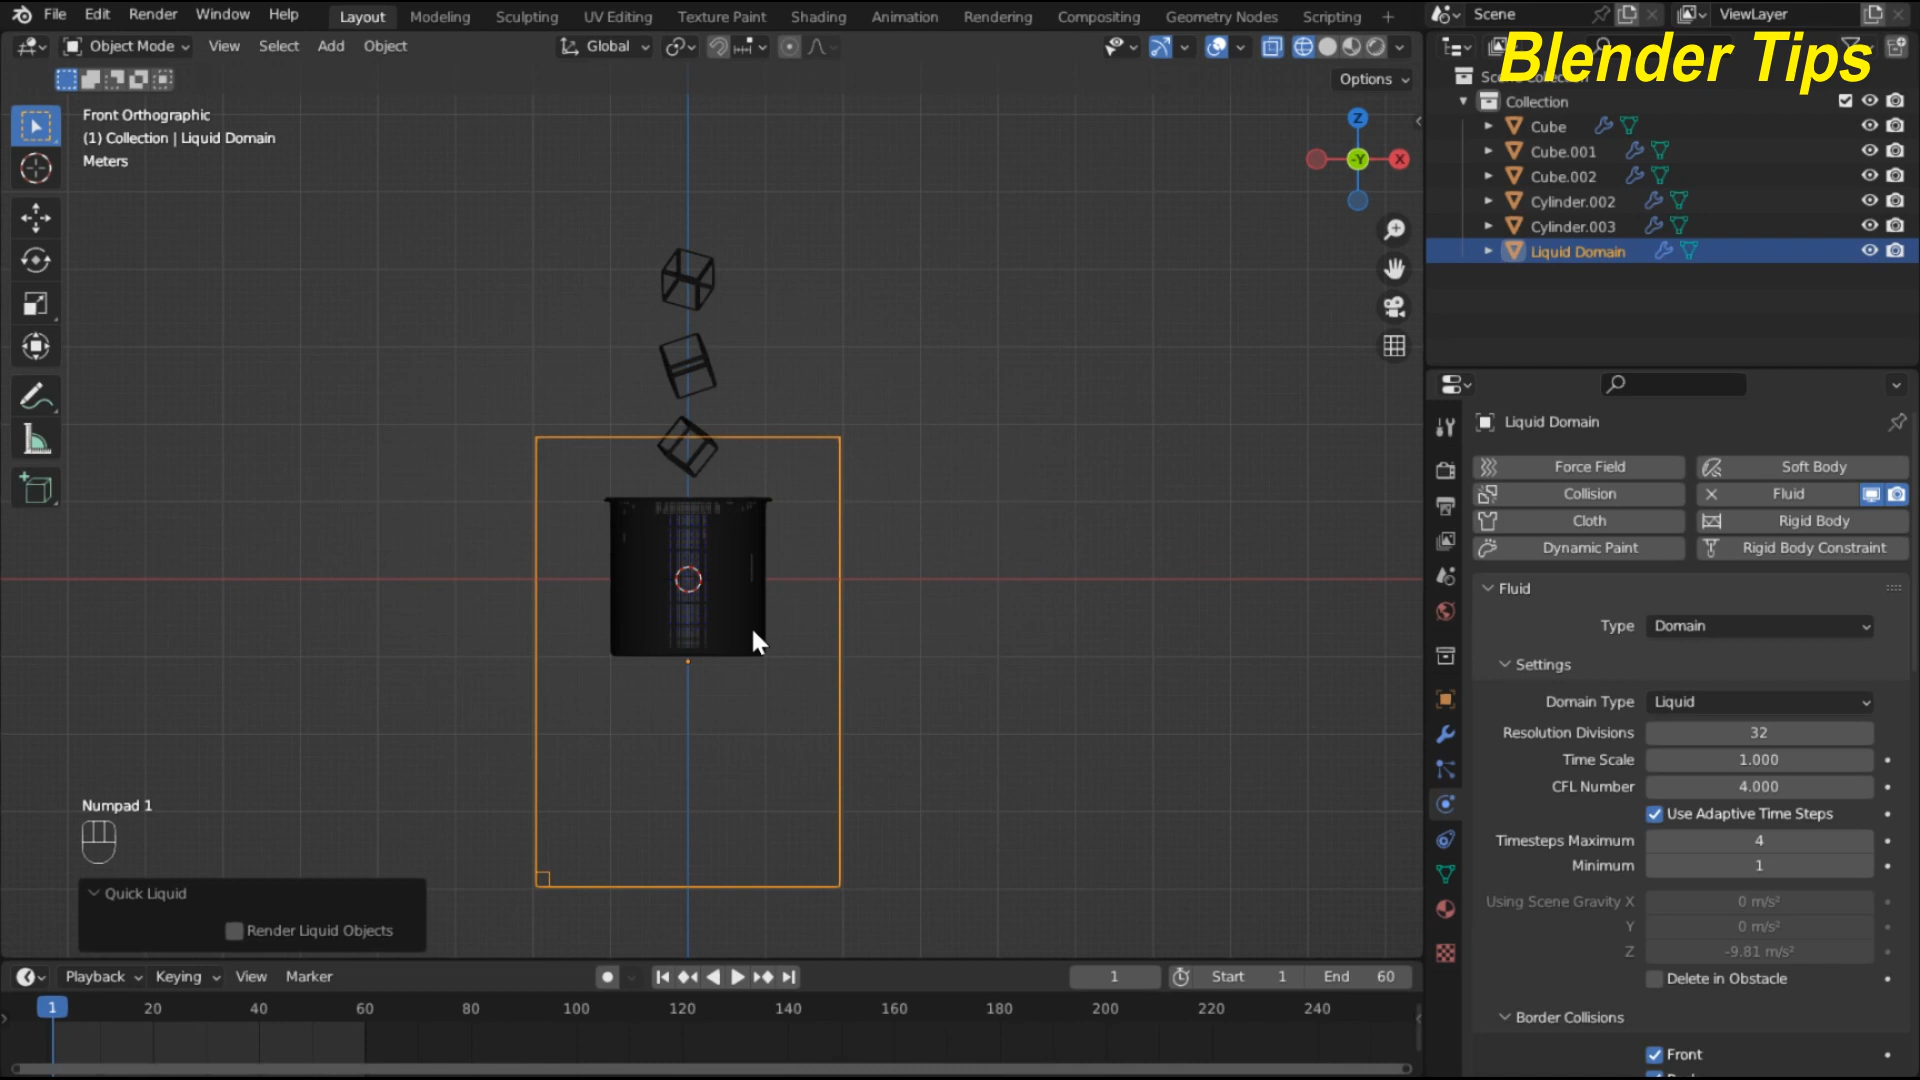 File Edit Render Window Help Layout Modeling Sculpting UV Editing Texture Paint Shading Animation Rendering Compositing Geometry Nodes Scripting + Scene ViewLayer
Object Mode View Select Add Object Global
Blender Tips
Options
Front Orthographic
(1) Collection | Liquid Domain
Meters
Z
-Y
X
Collection
Cube
Cube.001
Cube.002
Cylinder.002
Cylinder.003
Liquid Domain
Liquid Domain
Force Field Soft Body
Collision Fluid
Cloth Rigid Body
Dynamic Paint Rigid Body Constraint
Fluid
Type Domain
Settings
Domain Type Liquid
Resolution Divisions 32
Time Scale 1.000
CFL Number 4.000
Use Adaptive Time Steps
Timesteps Maximum 4
Minimum 1
Using Scene Gravity X 0 m/s²
Y 0 m/s²
Z -9.81 m/s²
Delete in Obstacle
Border Collisions
Front
Numpad 1
Quick Liquid
Render Liquid Objects
Playback Keying View Marker 1 Start 1 End 60
1 20 40 60 80 100 120 140 160 180 200 220 240